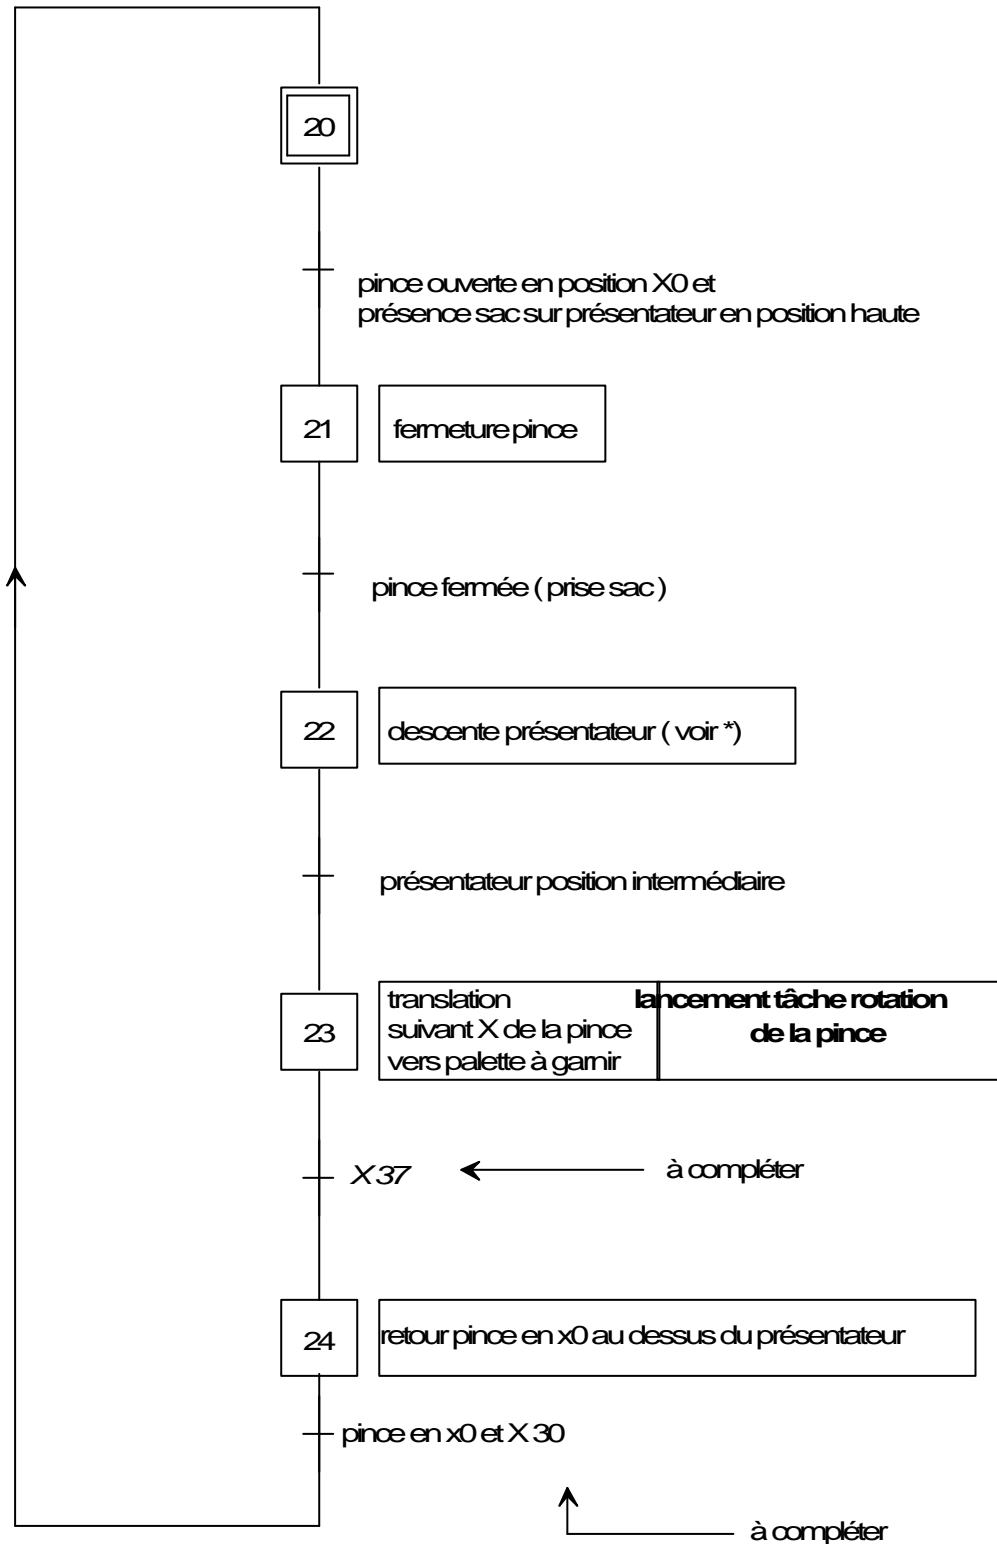 20
pince ouverte en position X0 et
présence sac sur présentateur en position haute
21
fermeture pince
pince fermée ( prise sac )
22
descente présentateur ( voir *)
présentateur position intermédiaire
23
translation
suivant X de la pince
vers palette à garnir
lancement tâche rotation
de la pince
X37
à compléter
24
retour pince en x0 au dessus du présentateur
pince en x0 et X30
à compléter